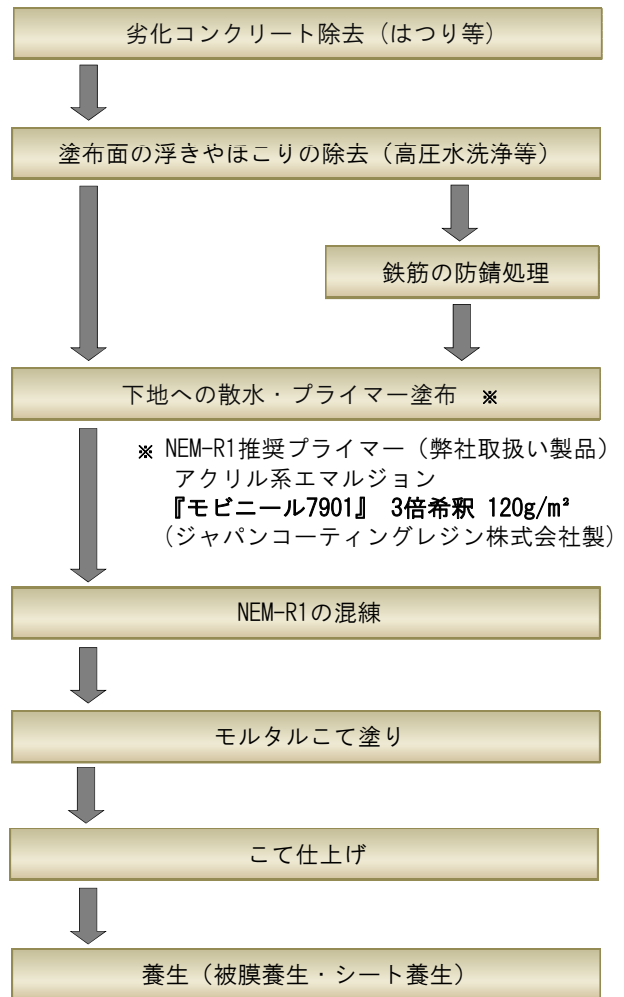 劣化コンクリート除去（はつり等）
塗布面の浮きやほこりの除去（高圧水洗浄等）
鉄筋の防錆処理
下地への散水・プライマー塗布　※
※ NEM-R1推奨プライマー（弊社取扱い製品）
アクリル系エマルジョン
『モビニール7901』 3倍希釈 120g/m²
（ジャパンコーティングレジン株式会社製）
NEM-R1の混練
モルタルこて塗り
こて仕上げ
養生（被膜養生・シート養生）